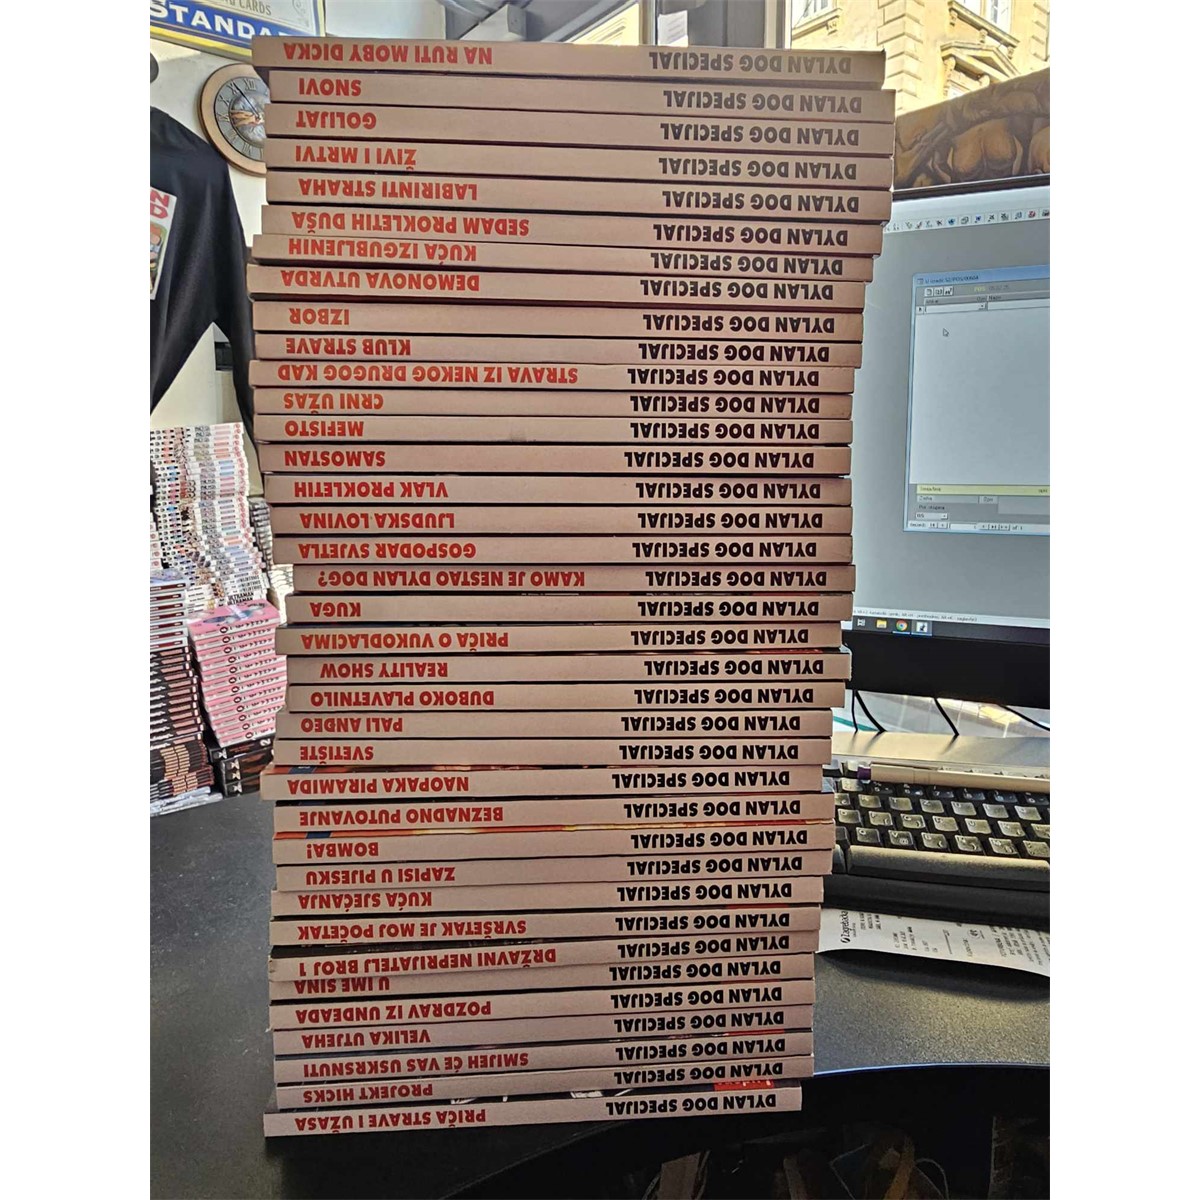 STANDA
DYLAN DOG SPECIJAL NA RUTI MOBY DICKA
DYLAN DOG SPECIJAL SNOVI
DYLAN DOG SPECIJAL GOLIJAT
DYLAN DOG SPECIJAL ŽIVI I MRTVI
DYLAN DOG SPECIJAL LABIRINTI STRAHA
DYLAN DOG SPECIJAL SEDAM PROKLETIH DUŠA
DYLAN DOG SPECIJAL KUĆA IZGUBLJENIH
DYLAN DOG SPECIJAL DEMONOVA UTVRDA
DYLAN DOG SPECIJAL IZBOR
DYLAN DOG SPECIJAL KLUB STRAVE
DYLAN DOG SPECIJAL STRAVA IZ NEKOG DRUGOG KAD
DYLAN DOG SPECIJAL CRNI UŽAS
DYLAN DOG SPECIJAL MEFISTO
DYLAN DOG SPECIJAL SAMOSTAN
DYLAN DOG SPECIJAL VLAK PROKLETIH
DYLAN DOG SPECIJAL LJUDSKA LOVINA
DYLAN DOG SPECIJAL GOSPODAR SVJETLA
DYLAN DOG SPECIJAL KAMO JE NESTAO DYLAN DOG?
DYLAN DOG SPECIJAL KUGA
DYLAN DOG SPECIJAL PRIČA O VUKODLACIMA
DYLAN DOG SPECIJAL REALITY SHOW
DYLAN DOG SPECIJAL DUBOKO PLAVETNILO
DYLAN DOG SPECIJAL PALI ANĐEO
DYLAN DOG SPECIJAL SVETIŠTE
DYLAN DOG SPECIJAL NAOPAKA PIRAMIDA
DYLAN DOG SPECIJAL BEZNADNO PUTOVANJE
DYLAN DOG SPECIJAL BOMBA!
DYLAN DOG SPECIJAL ZAPISI U PIJESKU
DYLAN DOG SPECIJAL KUĆA SJEĆANJA
DYLAN DOG SPECIJAL SVRŠETAK JE MOJ POČETAK
DYLAN DOG SPECIJAL DRŽAVNI NEPRIJATELJ BROJ 1
DYLAN DOG SPECIJAL U IME SINA
DYLAN DOG SPECIJAL POZDRAV IZ UNDEADA
DYLAN DOG SPECIJAL VELIKA UTJEHA
DYLAN DOG SPECIJAL SMIJEH ĆE VAS USKRSNUTI
DYLAN DOG SPECIJAL PROJEKT HICKS
DYLAN DOG SPECIJAL PRIČA STRAVE I UŽASA